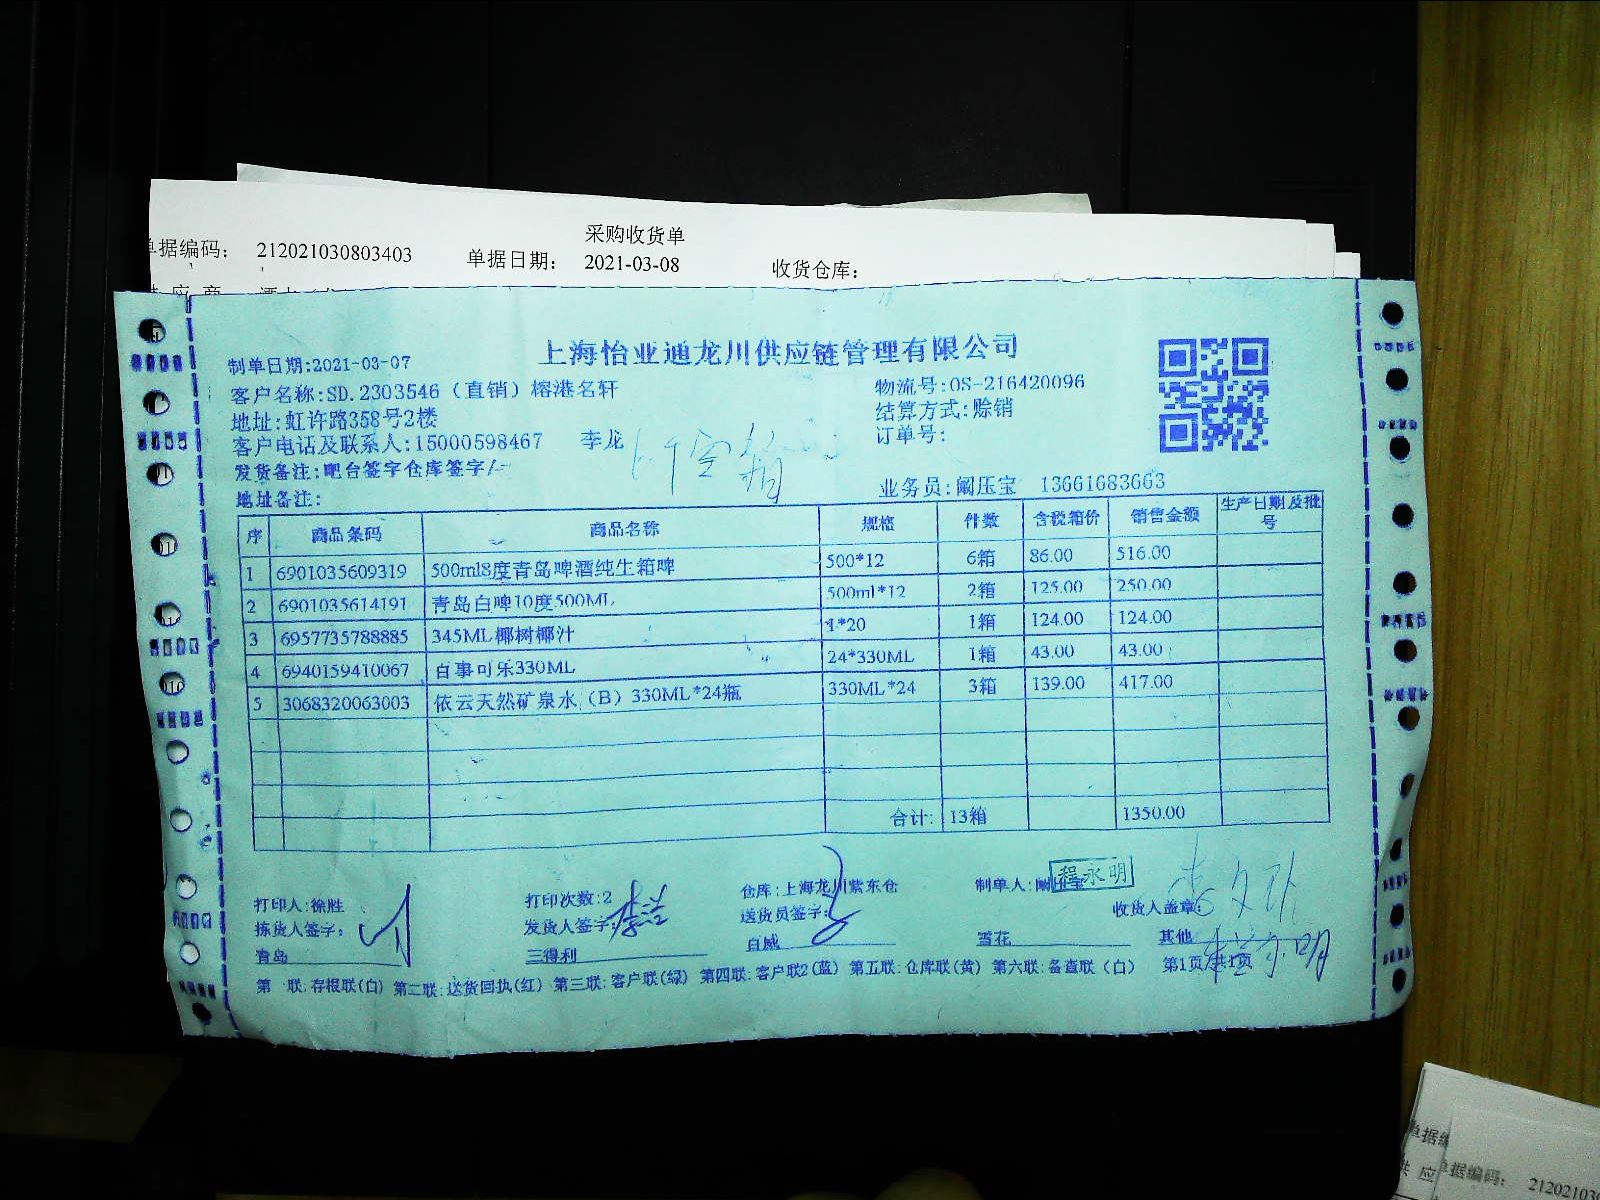 采购收货单
单据编码： 212021030803403 单据日期： 2021-03-08 收货仓库：
供应商
上海怡亚通龙川供应链管理有限公司
制单日期:2021-03-07
客户名称:SD.2303546（直销）榕港名轩 物流号:OS-216420096
地址:虹许路358号2楼 结算方式:赊销
客户电话及联系人:15000598467 李龙 订单号:
发货备注:吧台签字仓库签字/
地址备注: 业务员:阚压宝 13661683663
序 商品条码 商品名称 规格 件数 含税箱价 销售金额 生产日期及批号
1 6901035609319 500ml8度青岛啤酒纯生箱啤 500*12 6箱 86.00 516.00
2 6901035614191 青岛白啤10度500ML 500ml*12 2箱 125.00 250.00
3 6957735788885 345ML椰树椰汁 1*20 1箱 124.00 124.00
4 6940159410067 百事可乐330ML 24*330ML 1箱 43.00 43.00
5 3068320063003 依云天然矿泉水（B）330ML*24瓶 330ML*24 3箱 139.00 417.00
合计: 13箱 1350.00
打印人:徐胜 打印次数:2 仓库:上海龙川紫东仓 制单人: 程永明
拣货人签字: 发货人签字: 送货员签字: 收货人盖章:
青岛 三得利 百威 雪花 其他
第一联:存根联(白) 第二联:送货回执(红) 第三联:客户联(绿) 第四联:客户联2(蓝) 第五联:仓库联(黄) 第六联:备查联(白) 第1页/共1页
单据编码： 212021030
供应